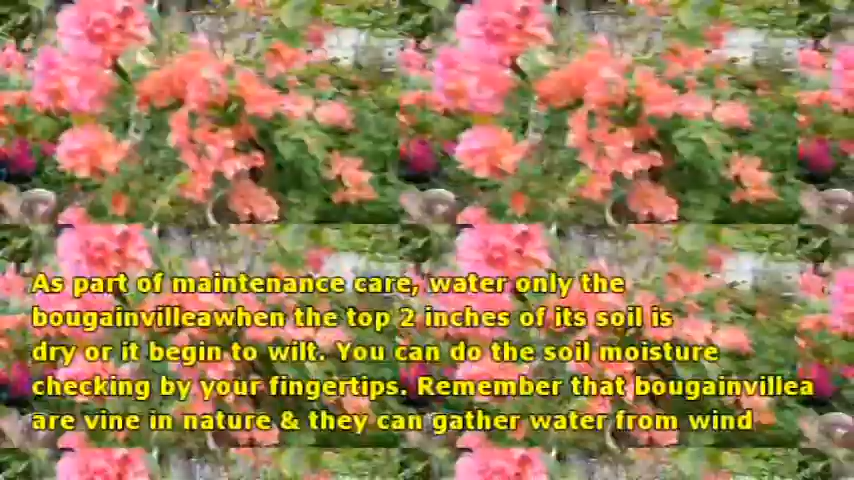 As part of maintenance care, water only the
bougainvilleawhen the top 2 inches of its soil is
dry or it begin to wilt. You can do the soil moisture
checking by your fingertips. Remember that bougainvillea
are vine in nature & they can gather water from wind